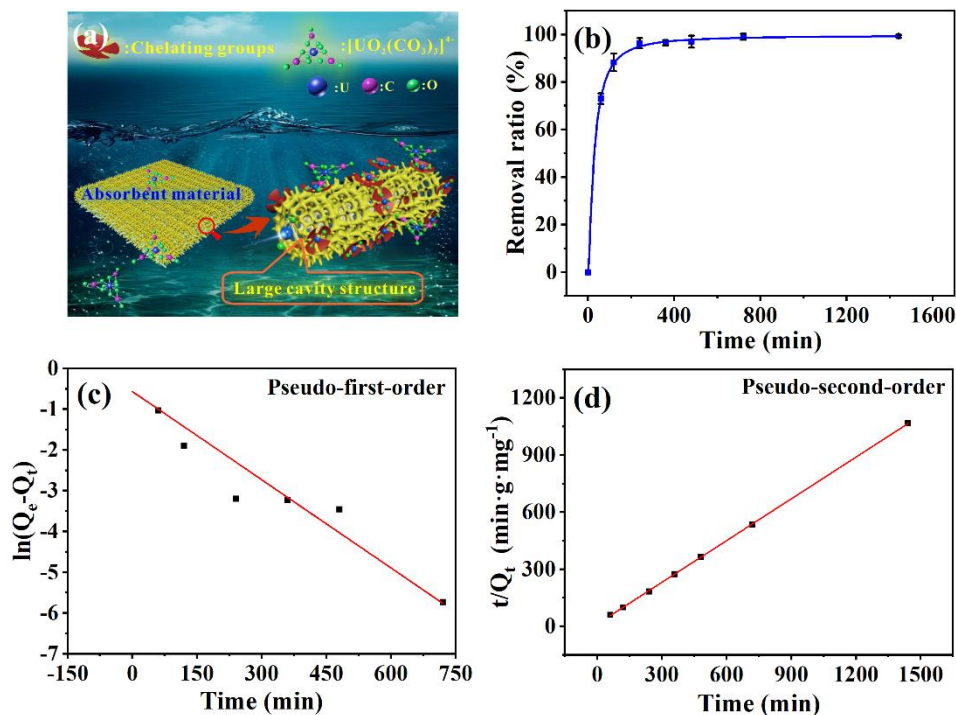 (a)
:Chelating groups
:[UO₂(CO₃)₃]⁴⁻
:U :C :O
Absorbent material
Large cavity structure
(b)
Removal ratio (%)
100
80
60
40
20
0
0 400 800 1200 1600
Time (min)
(c)
Pseudo-first-order
ln(Qₑ-Qₜ)
0
-1
-2
-3
-4
-5
-6
-7
-150 0 150 300 450 600 750
Time (min)
(d)
Pseudo-second-order
t/Qₜ (min·g·mg⁻¹)
1200
900
600
300
0
0 300 600 900 1200 1500
Time (min)